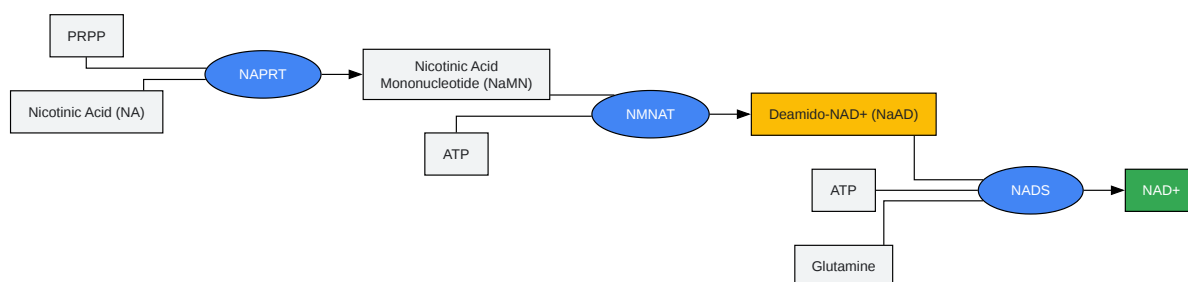 PRPP
Nicotinic Acid (NA)
NAPRT
Nicotinic Acid
Mononucleotide (NaMN)
ATP
NMNAT
Deamido-NAD+ (NaAD)
ATP
Glutamine
NADS
NAD+